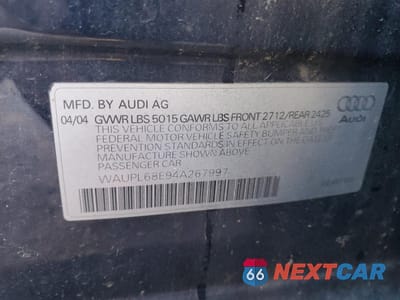 MFD. BY AUDI AG
04/04 GVWR LBS 5015 GAWR LBS FRONT 2712/REAR 2425
THIS VEHICLE CONFORMS TO ALL APPLICABLE
FEDERAL MOTOR VEHICLE SAFETY BUMPER AND THEFT
PREVENTION STANDARDS IN EFFECT ON THE DATE OF
MANUFACTURE SHOWN ABOVE
PASSENGER CAR
WAUPL68E94A267997
Audi
66 NEXTCAR